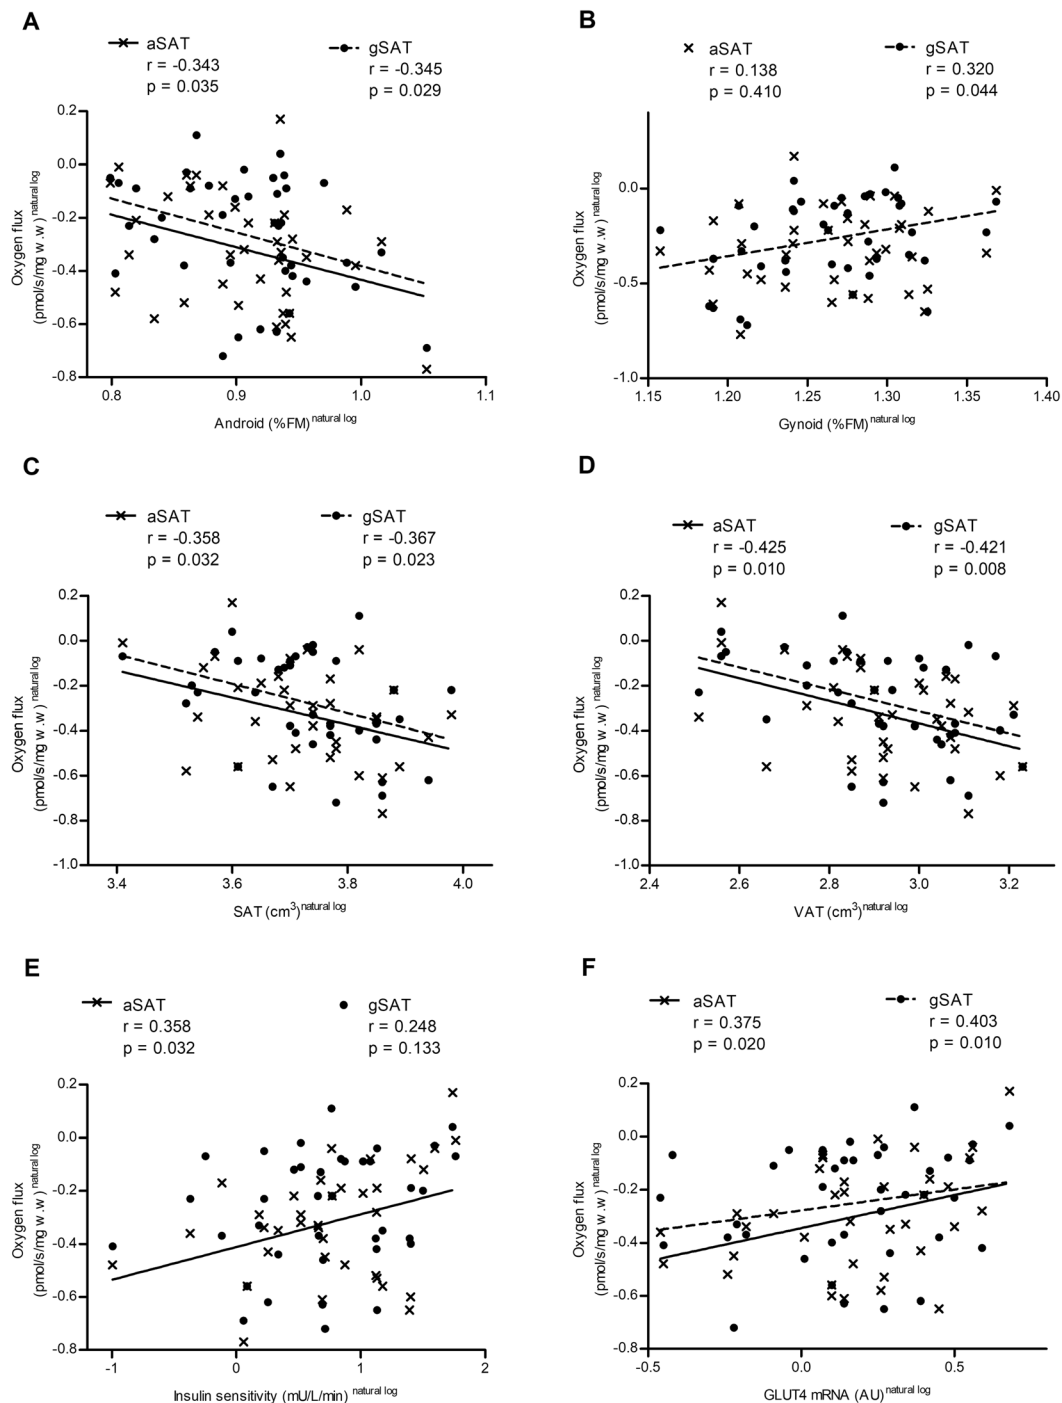 A
aSAT
r = -0.343
p = 0.035
gSAT
r = -0.345
p = 0.029
Oxygen flux
(pmol/s/mg w .w ) natural log
0.2
0.0
-0.2
-0.4
-0.6
-0.8
0.8 0.9 1.0 1.1
Android (%FM) natural log
B
aSAT
r = 0.138
p = 0.410
gSAT
r = 0.320
p = 0.044
Oxygen flux
(pmol/s/mg w .w ) natural log
0.0
-0.5
-1.0
1.15 1.20 1.25 1.30 1.35 1.40
Gynoid (%FM) natural log
C
aSAT
r = -0.358
p = 0.032
gSAT
r = -0.367
p = 0.023
Oxygen flux
(pmol/s/mg w .w ) natural log
0.2
0.0
-0.2
-0.4
-0.6
-0.8
-1.0
3.4 3.6 3.8 4.0
SAT (cm³) natural log
D
aSAT
r = -0.425
p = 0.010
gSAT
r = -0.421
p = 0.008
Oxygen flux
(pmol/s/mg w .w ) natural log
0.2
0.0
-0.2
-0.4
-0.6
-0.8
-1.0
2.4 2.6 2.8 3.0 3.2
VAT (cm³) natural log
E
aSAT
r = 0.358
p = 0.032
gSAT
r = 0.248
p = 0.133
Oxygen flux
(pmol/s/mg w .w ) natural log
0.2
0.0
-0.2
-0.4
-0.6
-0.8
-1 0 1 2
Insulin sensitivity (mU/L/min) natural log
F
aSAT
r = 0.375
p = 0.020
gSAT
r = 0.403
p = 0.010
Oxygen flux
(pmol/s/mg w .w ) natural log
0.2
0.0
-0.2
-0.4
-0.6
-0.8
-0.5 0.0 0.5
GLUT4 mRNA (AU) natural log